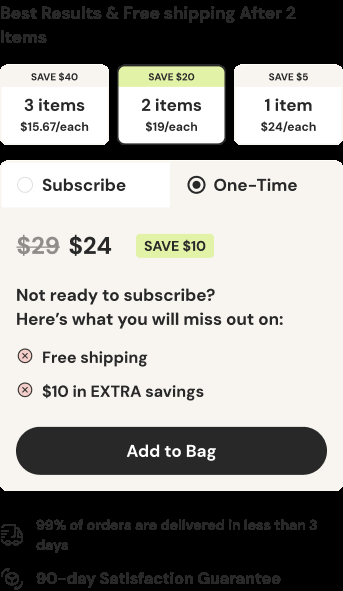 Best Results & Free shipping After 2
Items
SAVE $40
SAVE $20
SAVE $5
3 items
2 items
1 item
$15.67/each
$19/each
$24/each
Subscribe
One-Time
$29 $24
SAVE $10
Not ready to subscribe?
Here’s what you will miss out on:
Free shipping
$10 in EXTRA savings
Add to Bag
99% of orders are delivered in less than 3
days
90-day Satisfaction Guarantee